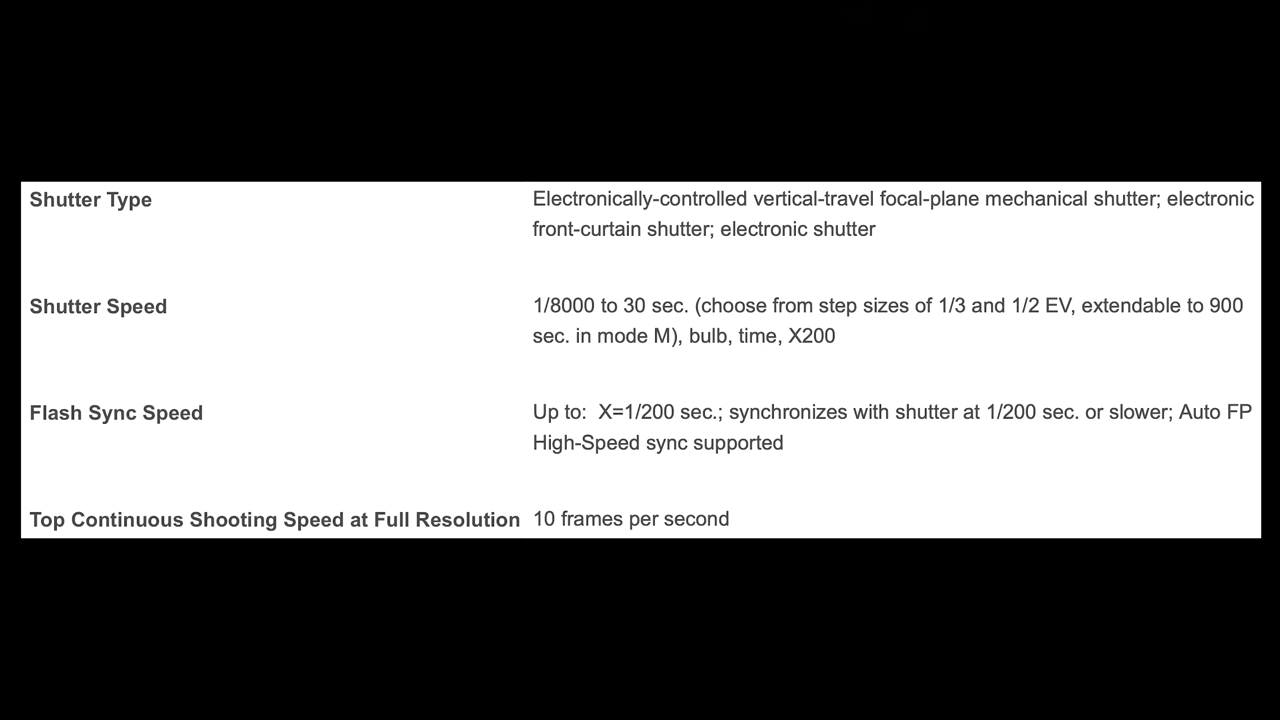 Shutter Type
Electronically-controlled vertical-travel focal-plane mechanical shutter; electronic
front-curtain shutter; electronic shutter
Shutter Speed
1/8000 to 30 sec. (choose from step sizes of 1/3 and 1/2 EV, extendable to 900
sec. in mode M), bulb, time, X200
Flash Sync Speed
Up to:  X=1/200 sec.; synchronizes with shutter at 1/200 sec. or slower; Auto FP
High-Speed sync supported
Top Continuous Shooting Speed at Full Resolution
10 frames per second